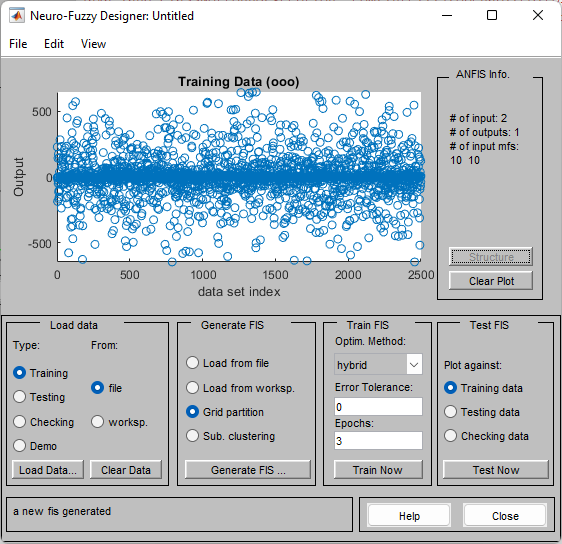 Neuro-Fuzzy Designer: Untitled
File Edit View
Training Data (ooo)
500
0
-500
Output
0 500 1000 1500 2000 2500
data set index
ANFIS Info.
# of input: 2
# of outputs: 1
# of input mfs:
10 10
Structure
Clear Plot
Load data
Type: From:
Training
file
Testing
Checking
worksp.
Demo
Load Data... Clear Data
Generate FIS
Load from file
Load from worksp.
Grid partition
Sub. clustering
Generate FIS ...
Train FIS
Optim. Method:
hybrid
Error Tolerance:
0
Epochs:
3
Train Now
Test FIS
Plot against:
Training data
Testing data
Checking data
Test Now
a new fis generated
Help Close